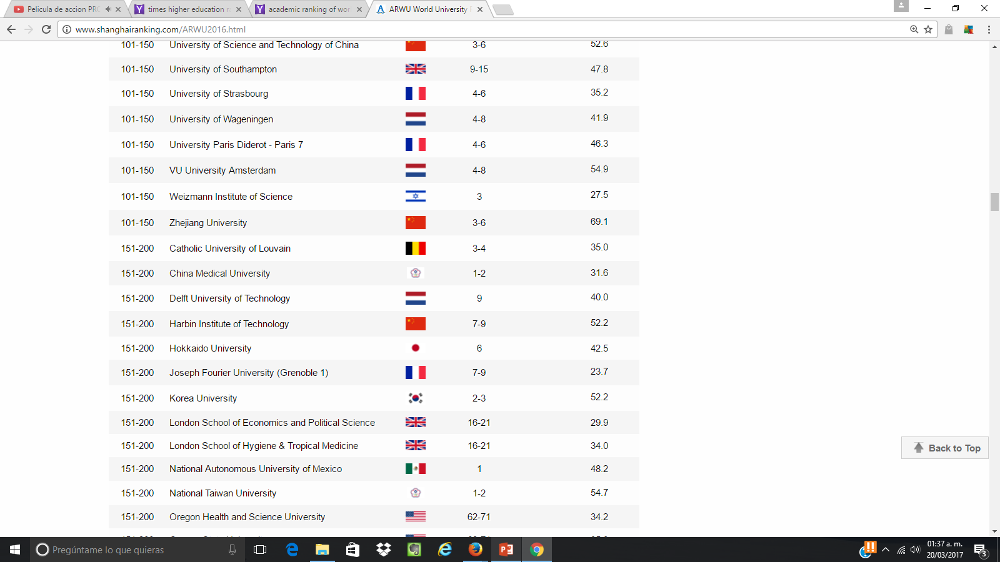 Pelicula de accion PRO
times higher education r
academic ranking of wor
ARWU World University
www.shanghairanking.com/ARWU2016.html
101-150 University of Science and Technology of China 3-6 52.6
101-150 University of Southampton 9-15 47.8
101-150 University of Strasbourg 4-6 35.2
101-150 University of Wageningen 4-8 41.9
101-150 University Paris Diderot - Paris 7 4-6 46.3
101-150 VU University Amsterdam 4-8 54.9
101-150 Weizmann Institute of Science 3 27.5
101-150 Zhejiang University 3-6 69.1
151-200 Catholic University of Louvain 3-4 35.0
151-200 China Medical University 1-2 31.6
151-200 Delft University of Technology 9 40.0
151-200 Harbin Institute of Technology 7-9 52.2
151-200 Hokkaido University 6 42.5
151-200 Joseph Fourier University (Grenoble 1) 7-9 23.7
151-200 Korea University 2-3 52.2
151-200 London School of Economics and Political Science 16-21 29.9
151-200 London School of Hygiene & Tropical Medicine 16-21 34.0
Back to Top
151-200 National Autonomous University of Mexico 1 48.2
151-200 National Taiwan University 1-2 54.7
151-200 Oregon Health and Science University 62-71 34.2
Pregúntame lo que quieras
01:37 a. m.
20/03/2017
3